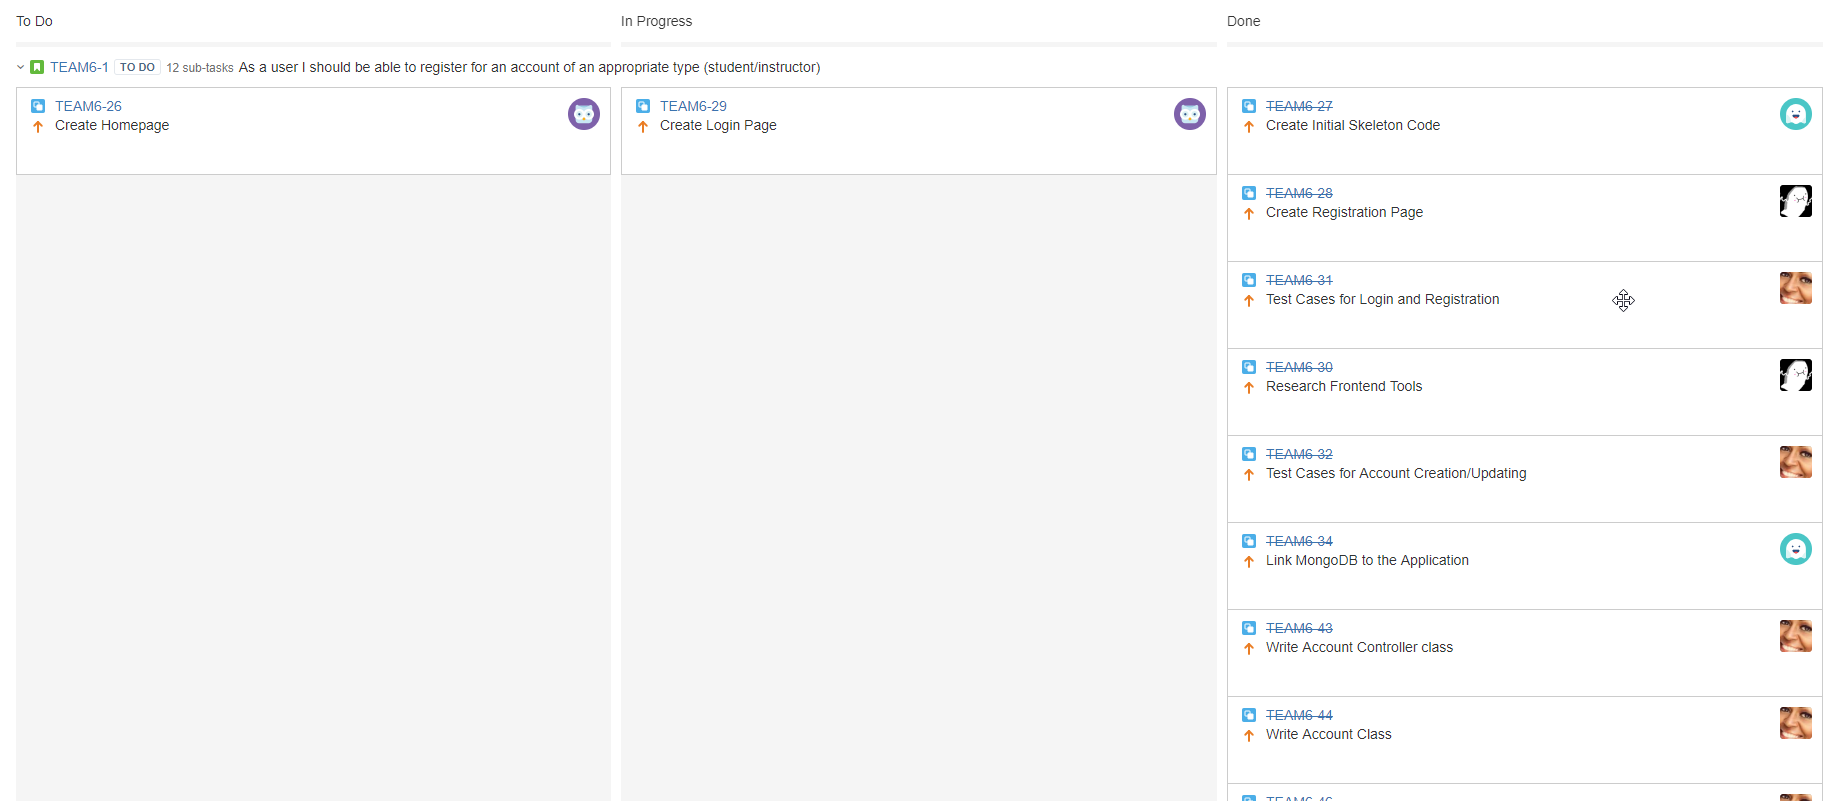 To Do
In Progress
Done
TEAM6-1 TO DO 12 sub-tasks As a user I should be able to register for an account of an appropriate type (student/instructor)
TEAM6-26
Create Homepage
TEAM6-29
Create Login Page
TEAM6-27
Create Initial Skeleton Code
TEAM6-28
Create Registration Page
TEAM6-31
Test Cases for Login and Registration
TEAM6-30
Research Frontend Tools
TEAM6-32
Test Cases for Account Creation/Updating
TEAM6-34
Link MongoDB to the Application
TEAM6-43
Write Account Controller class
TEAM6-44
Write Account Class